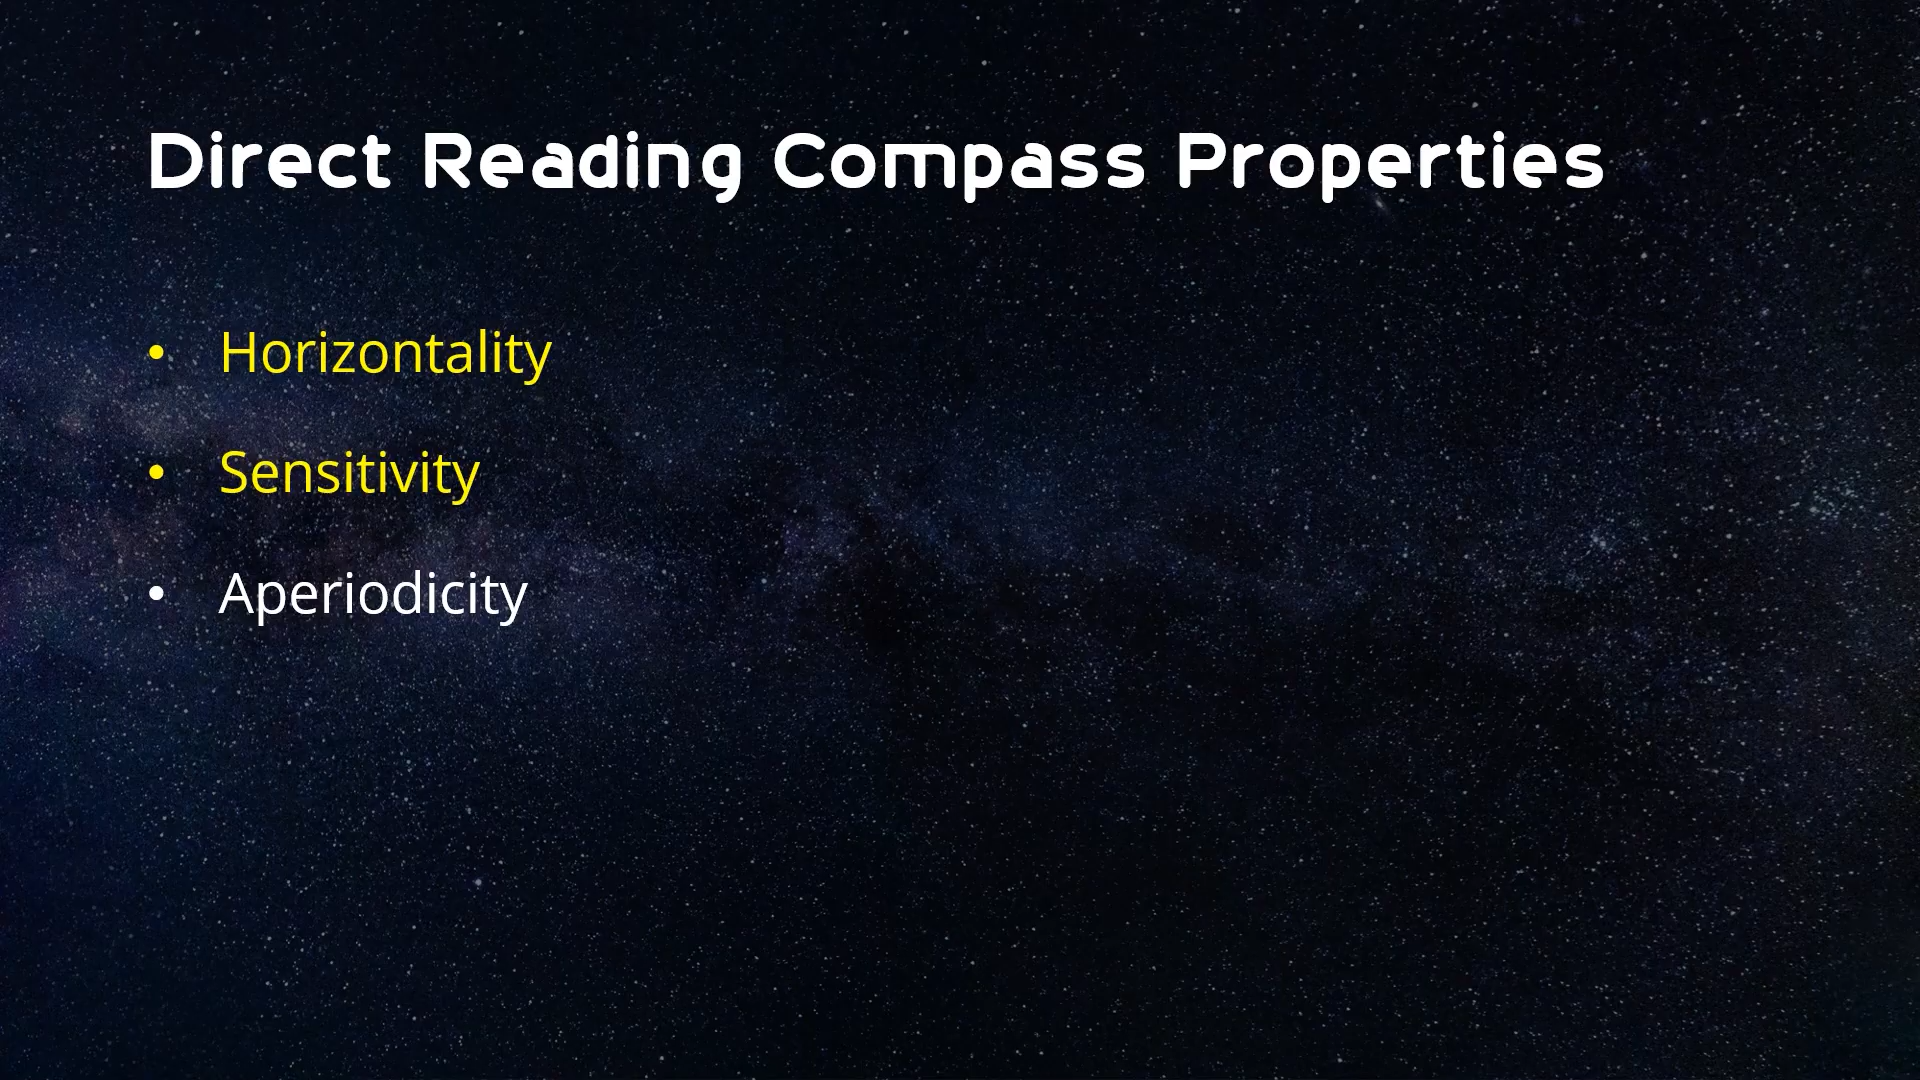 Direct Reading Compass Properties
• Horizontality
• Sensitivity
• Aperiodicity